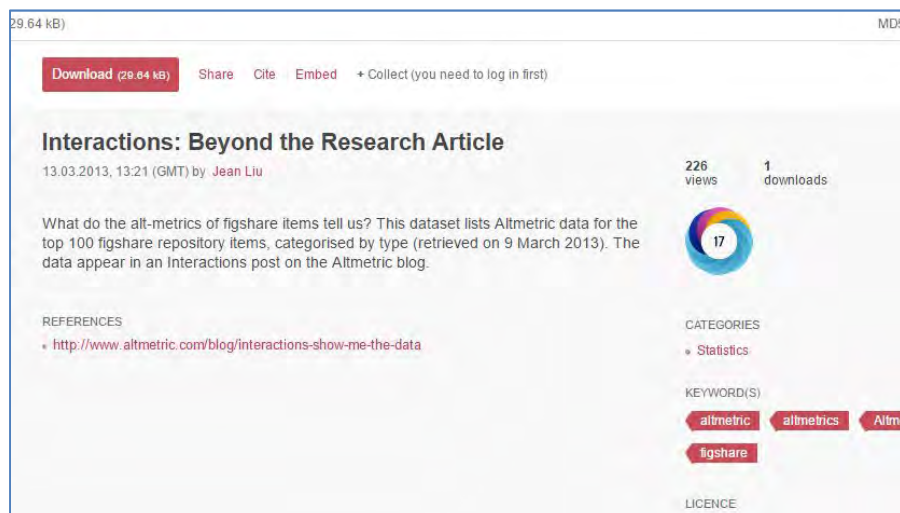 29.64 kB) MD5
Download (29.64 kB) Share Cite Embed + Collect (you need to log in first)
Interactions: Beyond the Research Article
13.03.2013, 13:21 (GMT) by Jean Liu
226 1
views downloads
What do the alt-metrics of figshare items tell us? This dataset lists Altmetric data for the
top 100 figshare repository items, categorised by type (retrieved on 9 March 2013). The
data appear in an Interactions post on the Altmetric blog.
17
REFERENCES
http://www.altmetric.com/blog/interactions-show-me-the-data
CATEGORIES
Statistics
KEYWORD(S)
altmetric altmetrics Altm
figshare
LICENCE